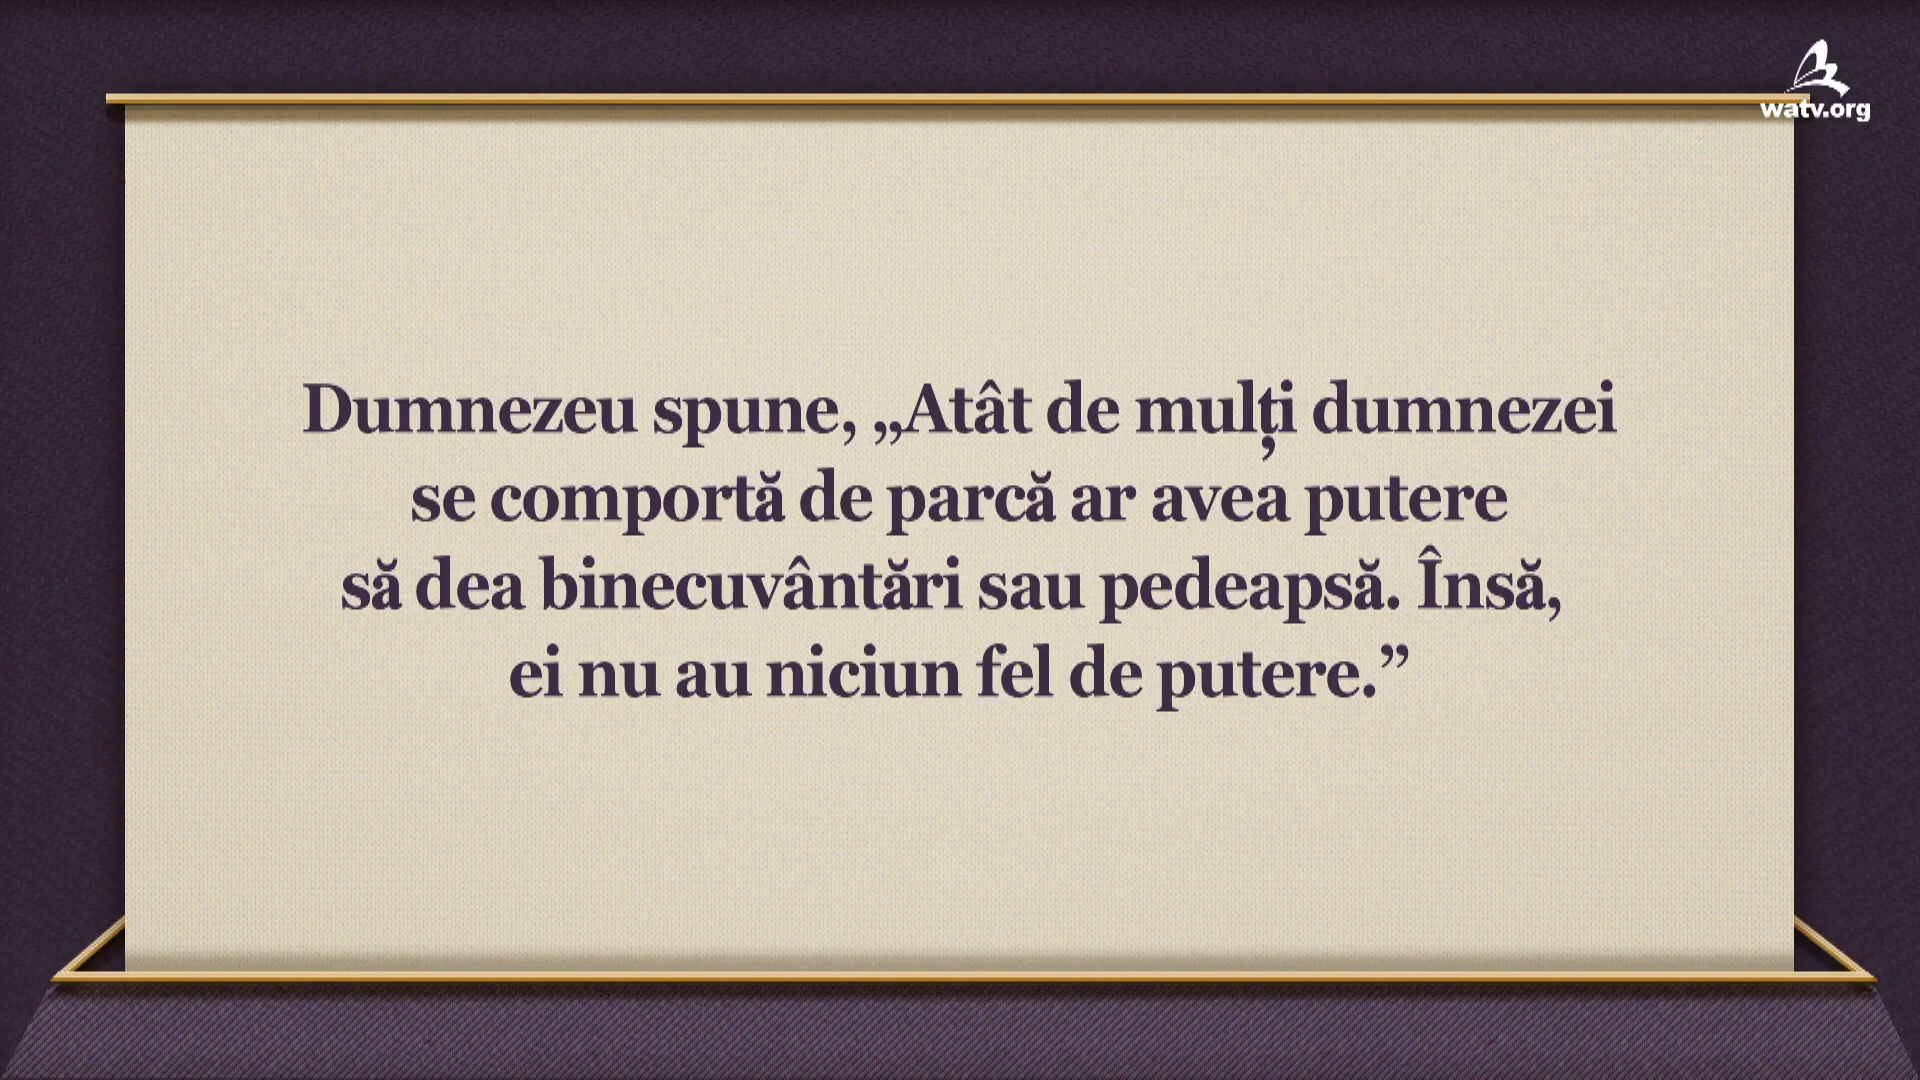 watv.org
Dumnezeu spune, „Atât de mulți dumnezei
se comportă de parcă ar avea putere
să dea binecuvântări sau pedeapsă. Însă,
ei nu au niciun fel de putere.”